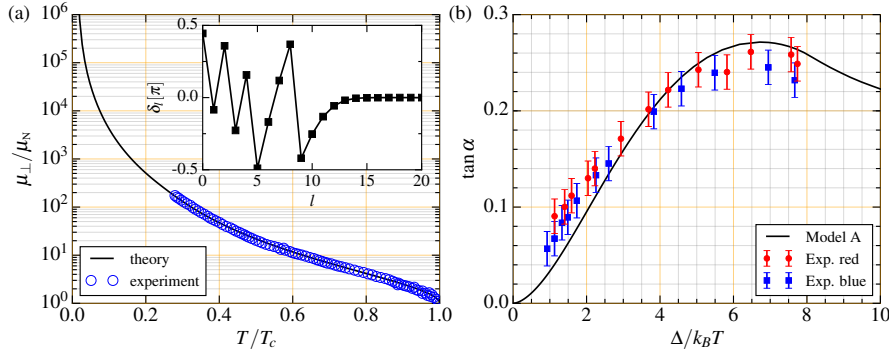 (a)
10^6
10^5
10^4
10^3
10^2
10^1
10^0
μ⊥/μN
0.0 0.2 0.4 0.6 0.8 1.0
T/Tc
theory
experiment
0.5
0.0
-0.5
δl[π]
0 5 10 15 20
l
(b)
0.3
0.2
0.1
0.0
tan α
0 2 4 6 8 10
Δ/kBT
Model A
Exp. red
Exp. blue